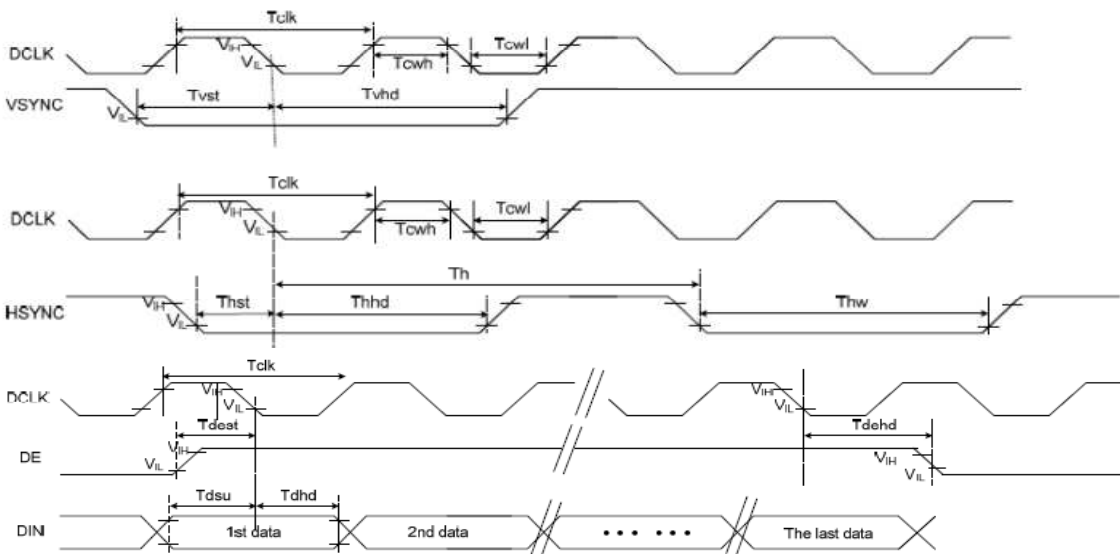 Tclk
DCLK VIH VIL Tcwh Tcwl
VSYNC VIL Tvst Tvhd
Tclk
DCLK VIH VIL Tcwh Tcwl
Th
HSYNC VIH VIL Thst Thhd Thw
Tclk
DCLK VIH VIL VIH VIL
Tdest Tdehd
DE VIH VIL VIH VIL
Tdsu Tdhd
DIN 1st data 2nd data • • • • • • The last data